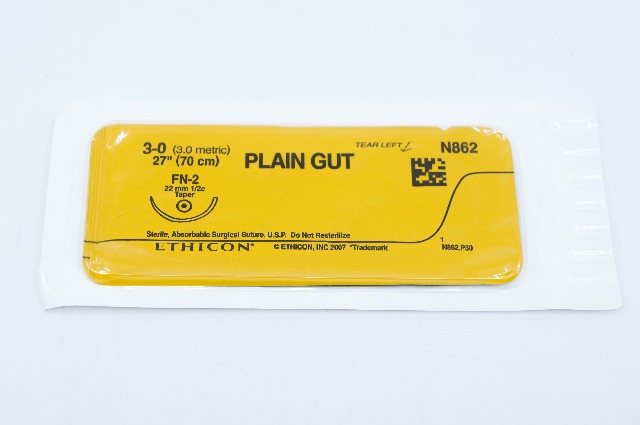 3-0 (3.0 metric)
27" (70 cm)
PLAIN GUT
TEAR LEFT
N862
FN-2
22 mm 1/2c
Taper
Sterile, Absorbable Surgical Suture. U.S.P. Do Not Resterilize
ETHICON* © ETHICON, INC 2007 *Trademark
1
N862.P30